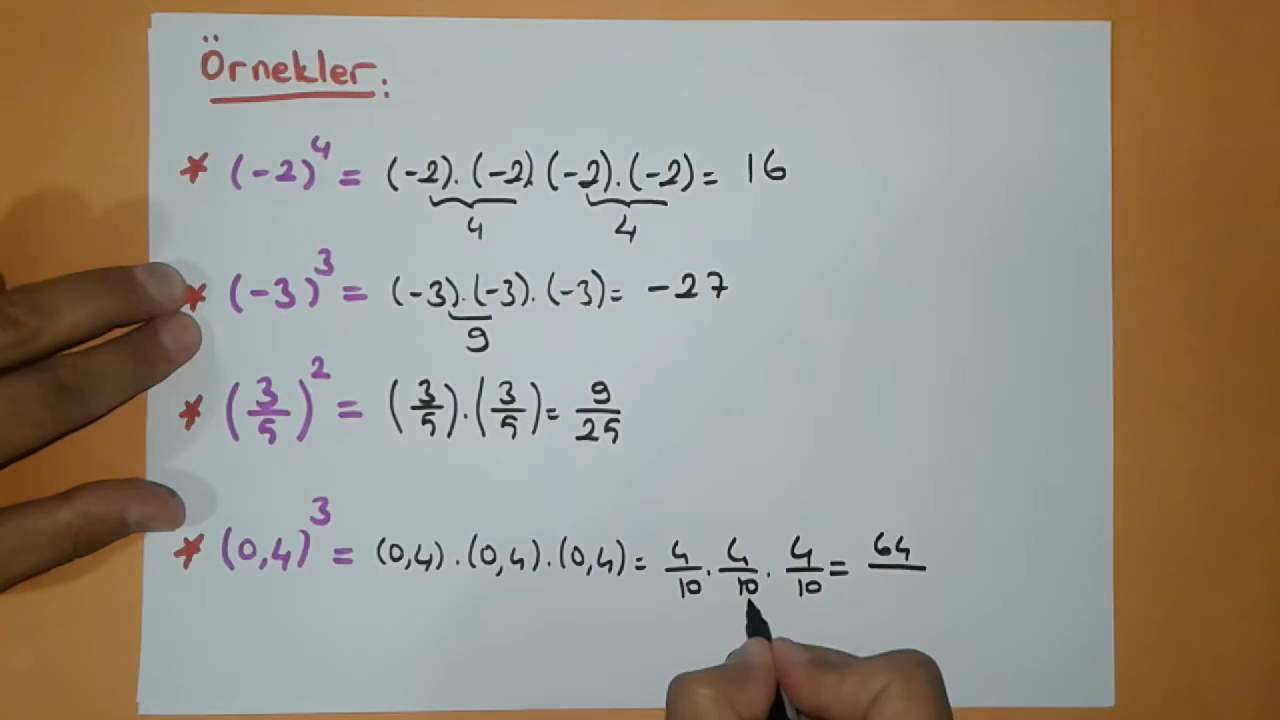 Örnekler:
* (-2)⁴ = (-2).(-2).(-2).(-2) = 16
4 4
* (-3)³ = (-3).(-3).(-3) = -27
9
* (3/5)² = (3/5).(3/5) = 9/25
* (0,4)³ = (0,4).(0,4).(0,4) = 4/10 . 4/10 . 4/10 = 64/